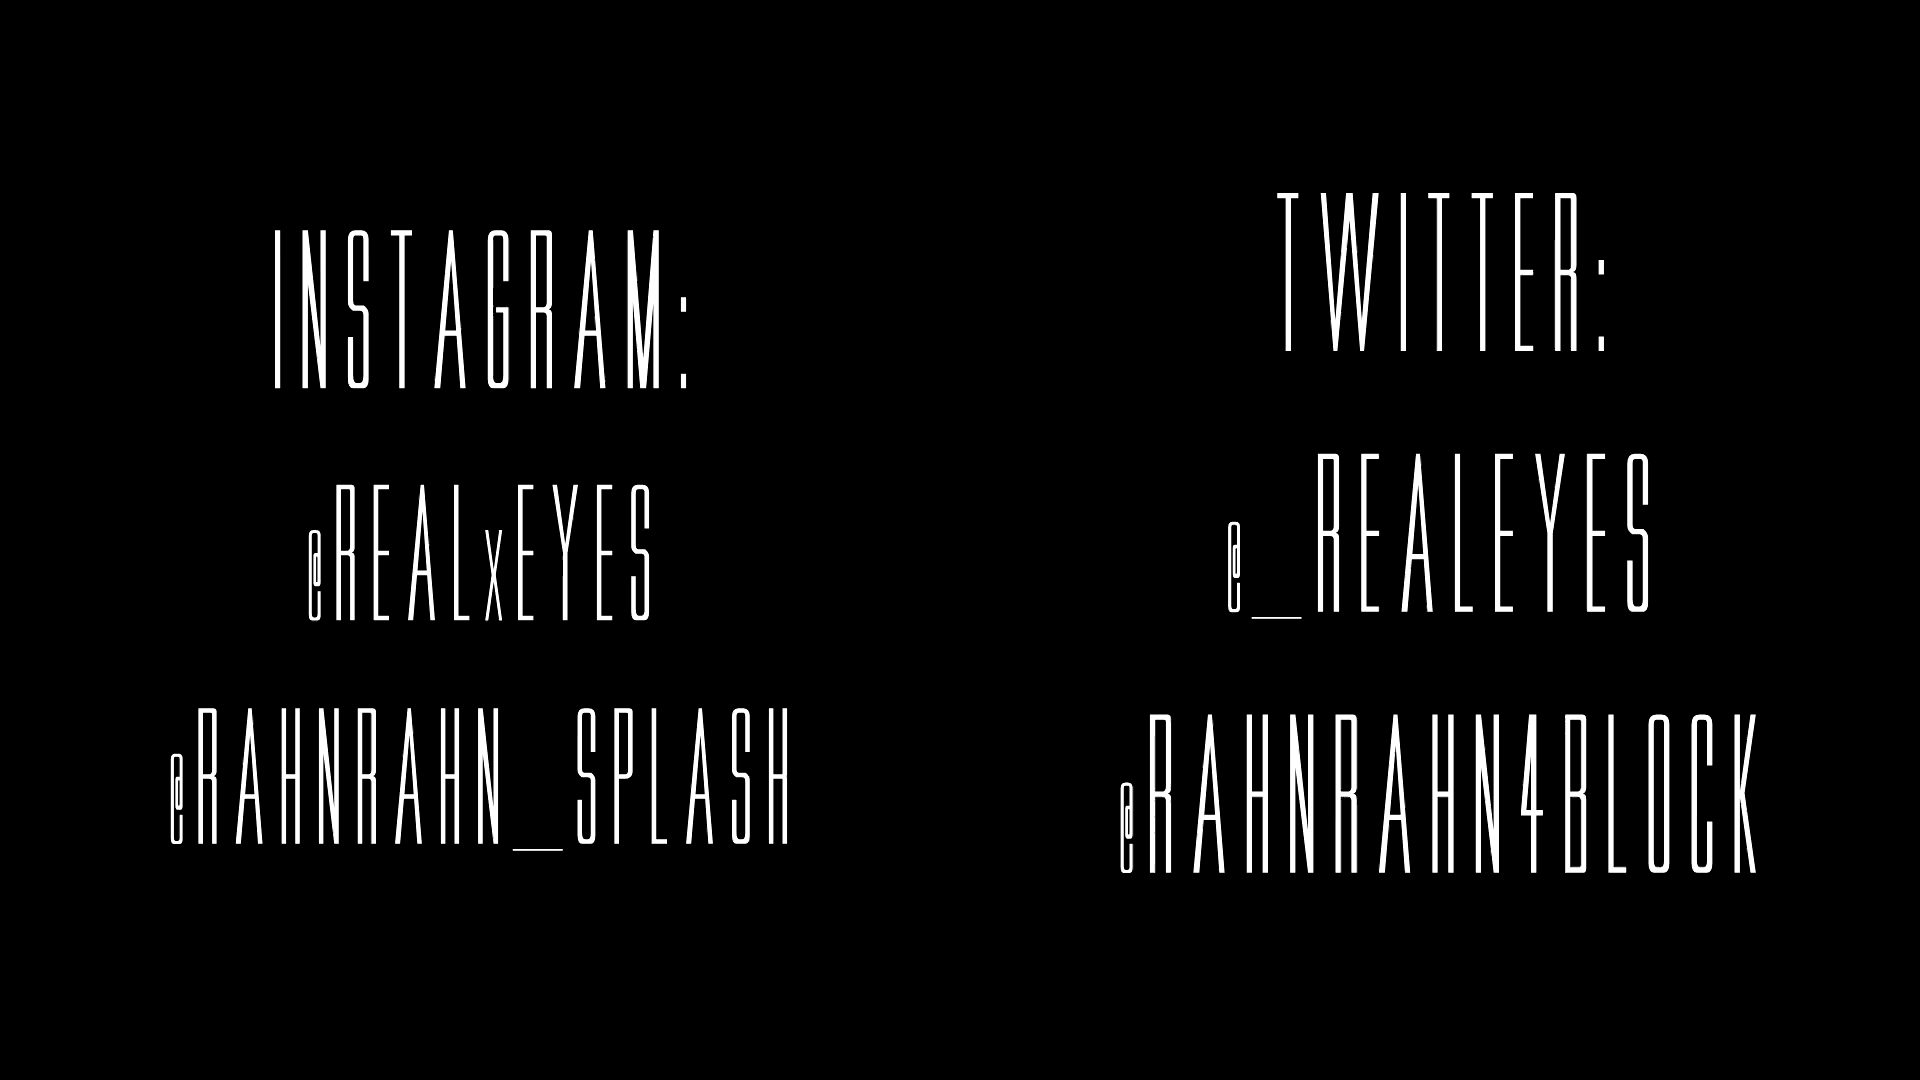 INSTAGRAM:
@REALxEYES
@RAHNRAHN_SPLASH
TWITTER:
@_REALEYES
@RAHNRAHN4BLOCK